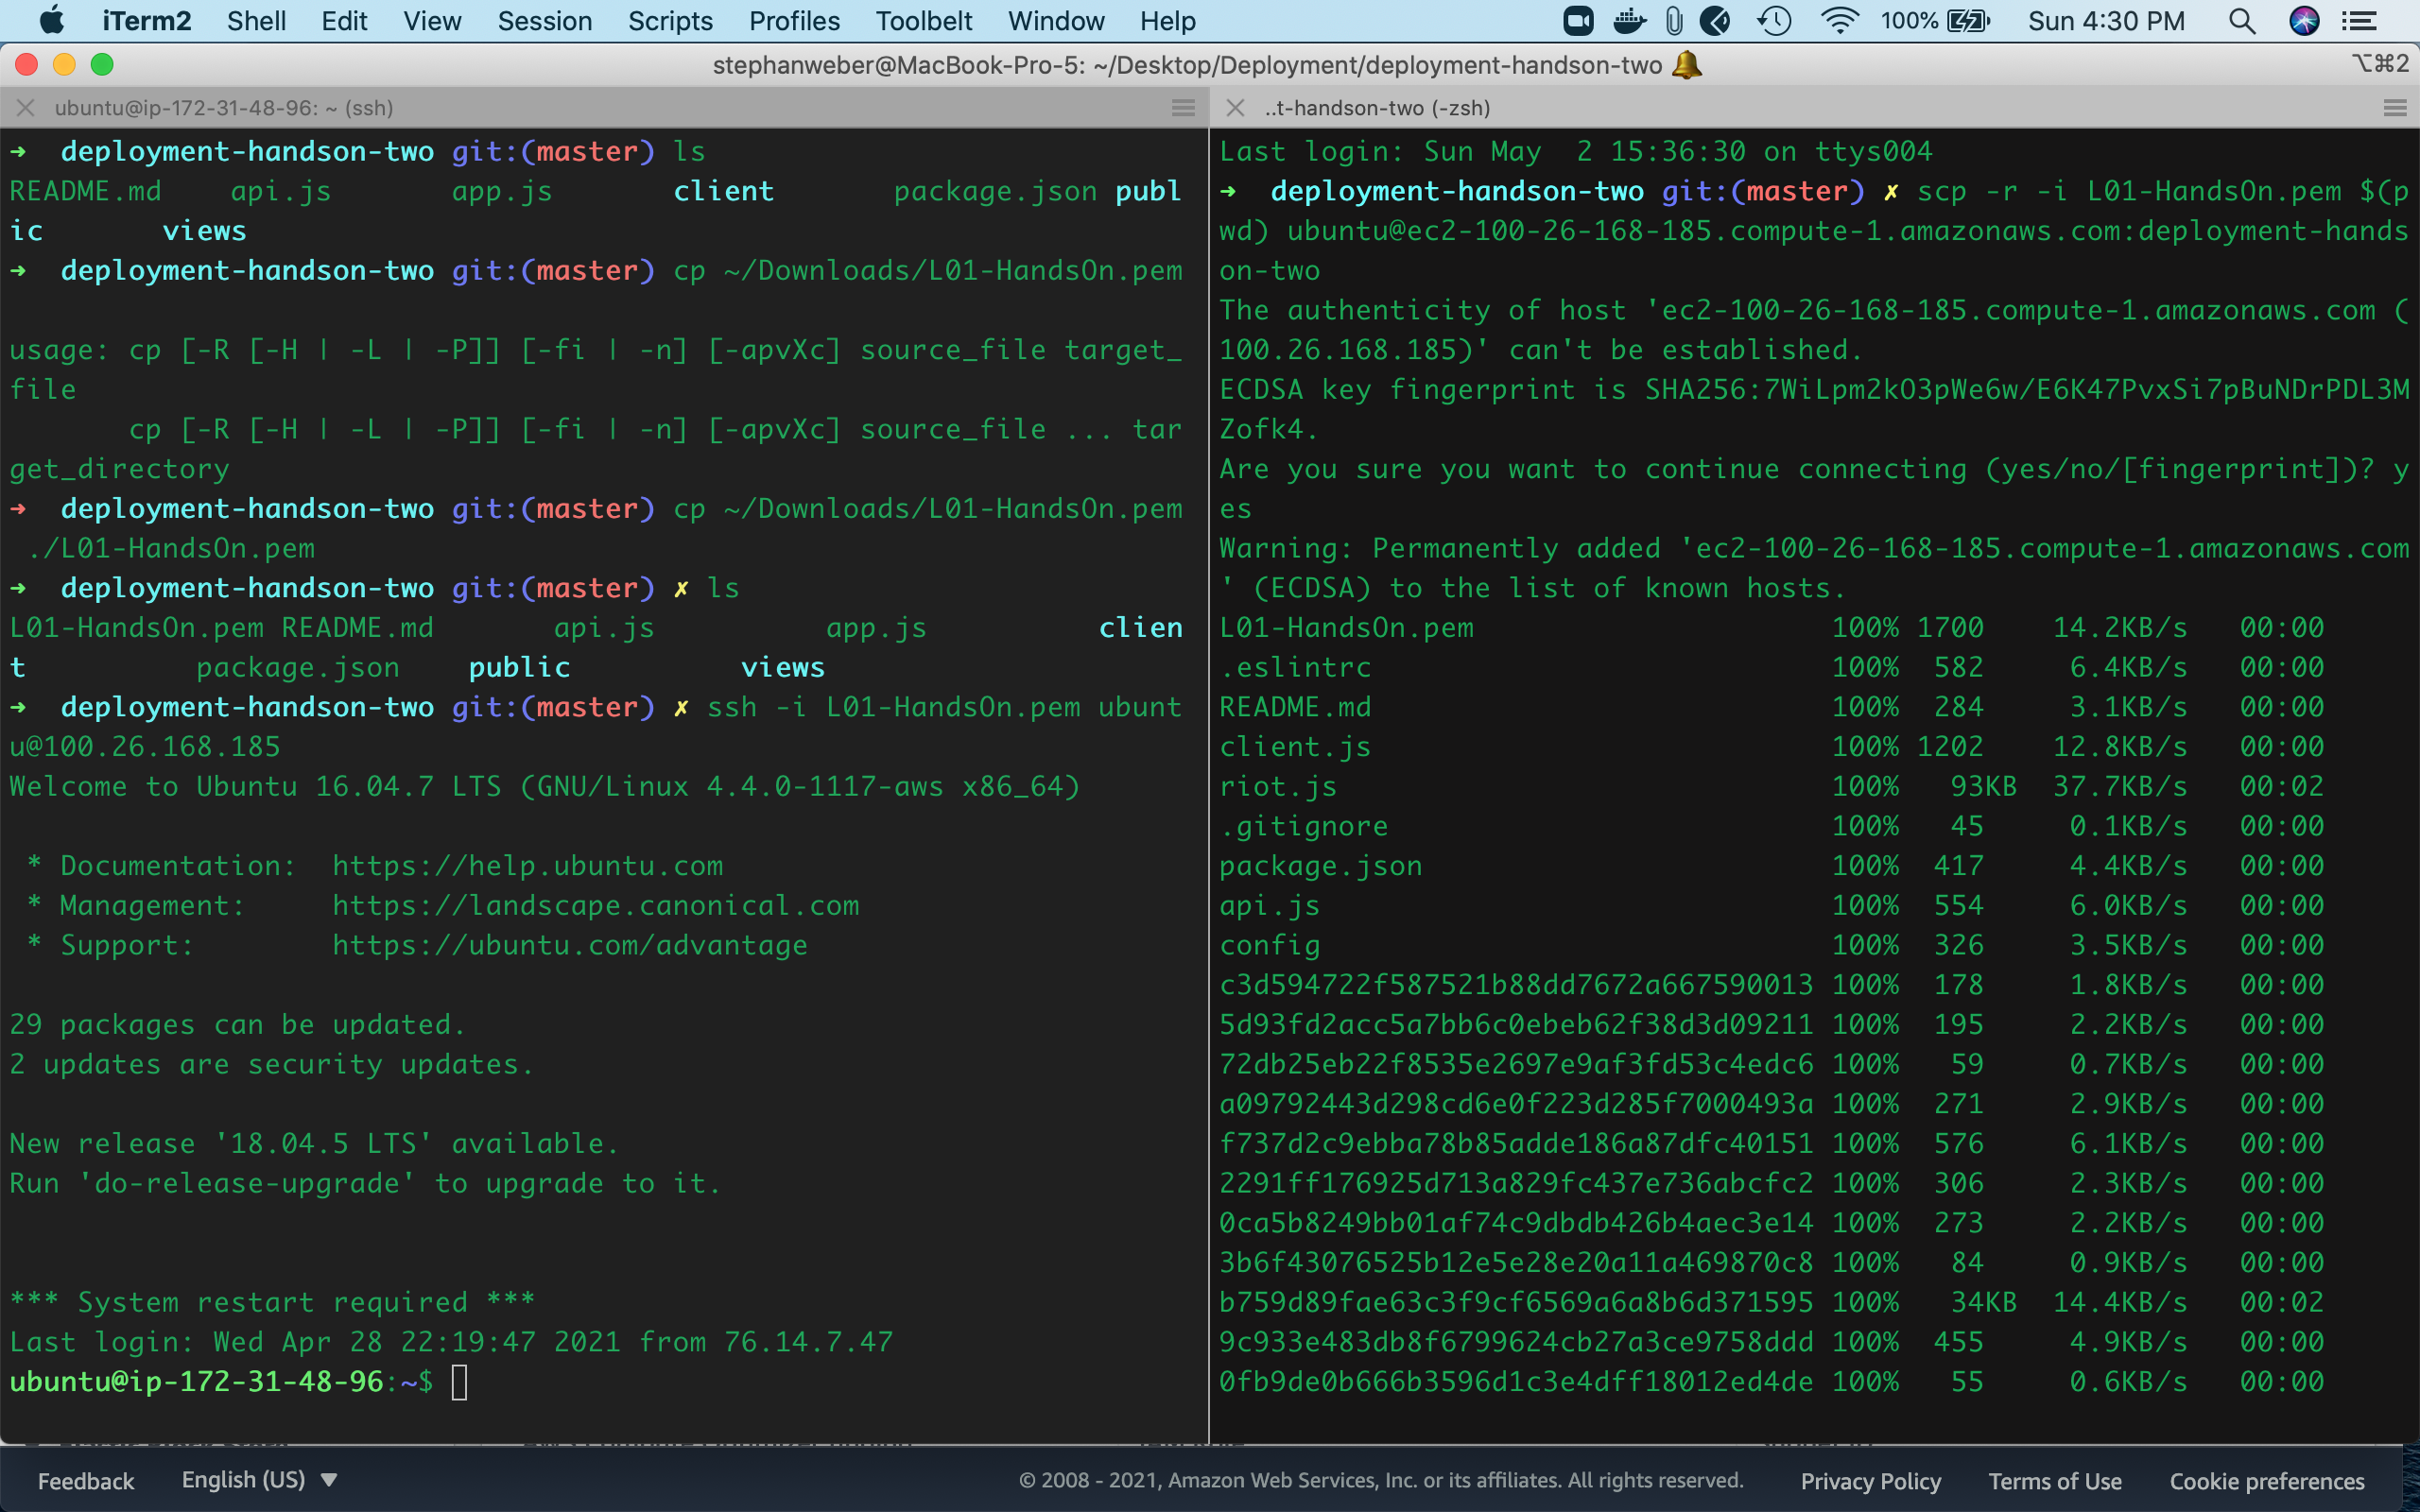 iTerm2 Shell Edit View Session Scripts Profiles Toolbelt Window Help 100% Sun 4:30 PM
stephanweber@MacBook-Pro-5: ~/Desktop/Deployment/deployment-handson-two ⌥⌘2
ubuntu@ip-172-31-48-96: ~ (ssh)
➜ deployment-handson-two git:(master) ls
README.md api.js app.js client package.json publ
ic views
➜ deployment-handson-two git:(master) cp ~/Downloads/L01-HandsOn.pem
usage: cp [-R [-H | -L | -P]] [-fi | -n] [-apvXc] source_file target_
file
cp [-R [-H | -L | -P]] [-fi | -n] [-apvXc] source_file ... tar
get_directory
➜ deployment-handson-two git:(master) cp ~/Downloads/L01-HandsOn.pem
./L01-HandsOn.pem
➜ deployment-handson-two git:(master) ✗ ls
L01-HandsOn.pem README.md api.js app.js clien
t package.json public views
➜ deployment-handson-two git:(master) ✗ ssh -i L01-HandsOn.pem ubunt
u@100.26.168.185
Welcome to Ubuntu 16.04.7 LTS (GNU/Linux 4.4.0-1117-aws x86_64)
* Documentation: https://help.ubuntu.com
* Management: https://landscape.canonical.com
* Support: https://ubuntu.com/advantage
29 packages can be updated.
2 updates are security updates.
New release '18.04.5 LTS' available.
Run 'do-release-upgrade' to upgrade to it.
*** System restart required ***
Last login: Wed Apr 28 22:19:47 2021 from 76.14.7.47
ubuntu@ip-172-31-48-96:~$
..t-handson-two (-zsh)
Last login: Sun May 2 15:36:30 on ttys004
➜ deployment-handson-two git:(master) ✗ scp -r -i L01-HandsOn.pem $(p
wd) ubuntu@ec2-100-26-168-185.compute-1.amazonaws.com:deployment-hands
on-two
The authenticity of host 'ec2-100-26-168-185.compute-1.amazonaws.com (
100.26.168.185)' can't be established.
ECDSA key fingerprint is SHA256:7WiLpm2kO3pWe6w/E6K47PvxSi7pBuNDrPDL3M
Zofk4.
Are you sure you want to continue connecting (yes/no/[fingerprint])? y
es
Warning: Permanently added 'ec2-100-26-168-185.compute-1.amazonaws.com
' (ECDSA) to the list of known hosts.
L01-HandsOn.pem 100% 1700 14.2KB/s 00:00
.eslintrc 100% 582 6.4KB/s 00:00
README.md 100% 284 3.1KB/s 00:00
client.js 100% 1202 12.8KB/s 00:00
riot.js 100% 93KB 37.7KB/s 00:02
.gitignore 100% 45 0.1KB/s 00:00
package.json 100% 417 4.4KB/s 00:00
api.js 100% 554 6.0KB/s 00:00
config 100% 326 3.5KB/s 00:00
c3d594722f587521b88dd7672a667590013 100% 178 1.8KB/s 00:00
5d93fd2acc5a7bb6c0ebeb62f38d3d09211 100% 195 2.2KB/s 00:00
72db25eb22f8535e2697e9af3fd53c4edc6 100% 59 0.7KB/s 00:00
a09792443d298cd6e0f223d285f7000493a 100% 271 2.9KB/s 00:00
f737d2c9ebba78b85adde186a87dfc40151 100% 576 6.1KB/s 00:00
2291ff176925d713a829fc437e736abcfc2 100% 306 2.3KB/s 00:00
0ca5b8249bb01af74c9dbdb426b4aec3e14 100% 273 2.2KB/s 00:00
3b6f43076525b12e5e28e20a11a469870c8 100% 84 0.9KB/s 00:00
b759d89fae63c3f9cf6569a6a8b6d371595 100% 34KB 14.4KB/s 00:02
9c933e483db8f6799624cb27a3ce9758ddd 100% 455 4.9KB/s 00:00
0fb9de0b666b3596d1c3e4dff18012ed4de 100% 55 0.6KB/s 00:00
Feedback English (US) © 2008 - 2021, Amazon Web Services, Inc. or its affiliates. All rights reserved. Privacy Policy Terms of Use Cookie preferences